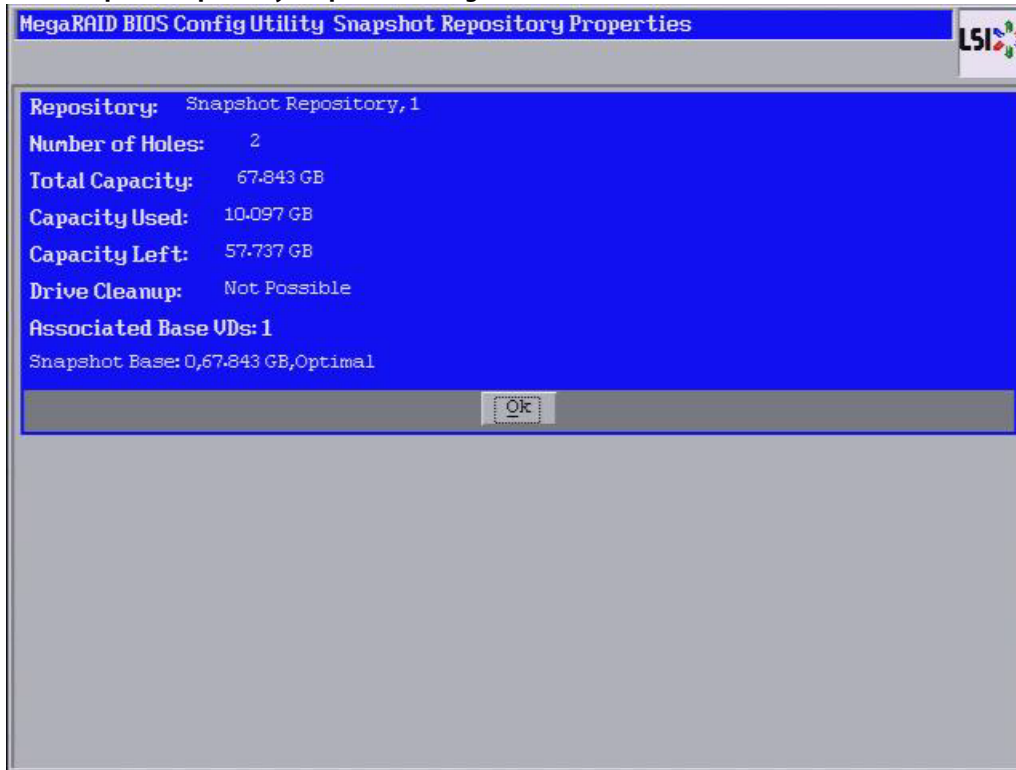 MegaRAID BIOS Config Utility Snapshot Repository Properties
LSI
Repository: Snapshot Repository,1
Number of Holes: 2
Total Capacity: 67.843 GB
Capacity Used: 10.097 GB
Capacity Left: 57.737 GB
Drive Cleanup: Not Possible
Associated Base VDs: 1
Snapshot Base: 0,67.843 GB,Optimal
Ok